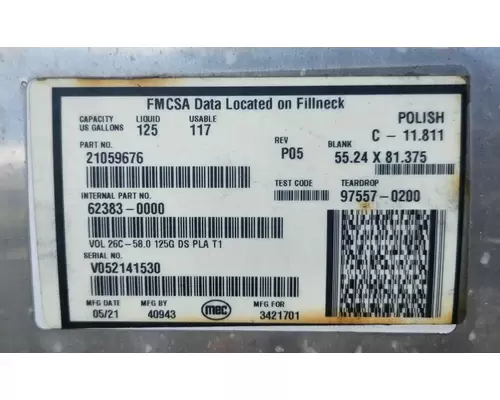 FMCSA Data Located on Fillneck
CAPACITY LIQUID USABLE POLISH
US GALLONS 125 117 C - 11.811
PART NO. REV BLANK
21059676 P05 55.24 X 81.375
INTERNAL PART NO. TEST CODE TEARDROP
62383-0000 97557-0200
VOL 26C-58.0 125G DS PLA T1
SERIAL NO.
V052141530
MFG DATE MFG BY MFG FOR
05/21 40943 mec 3421701